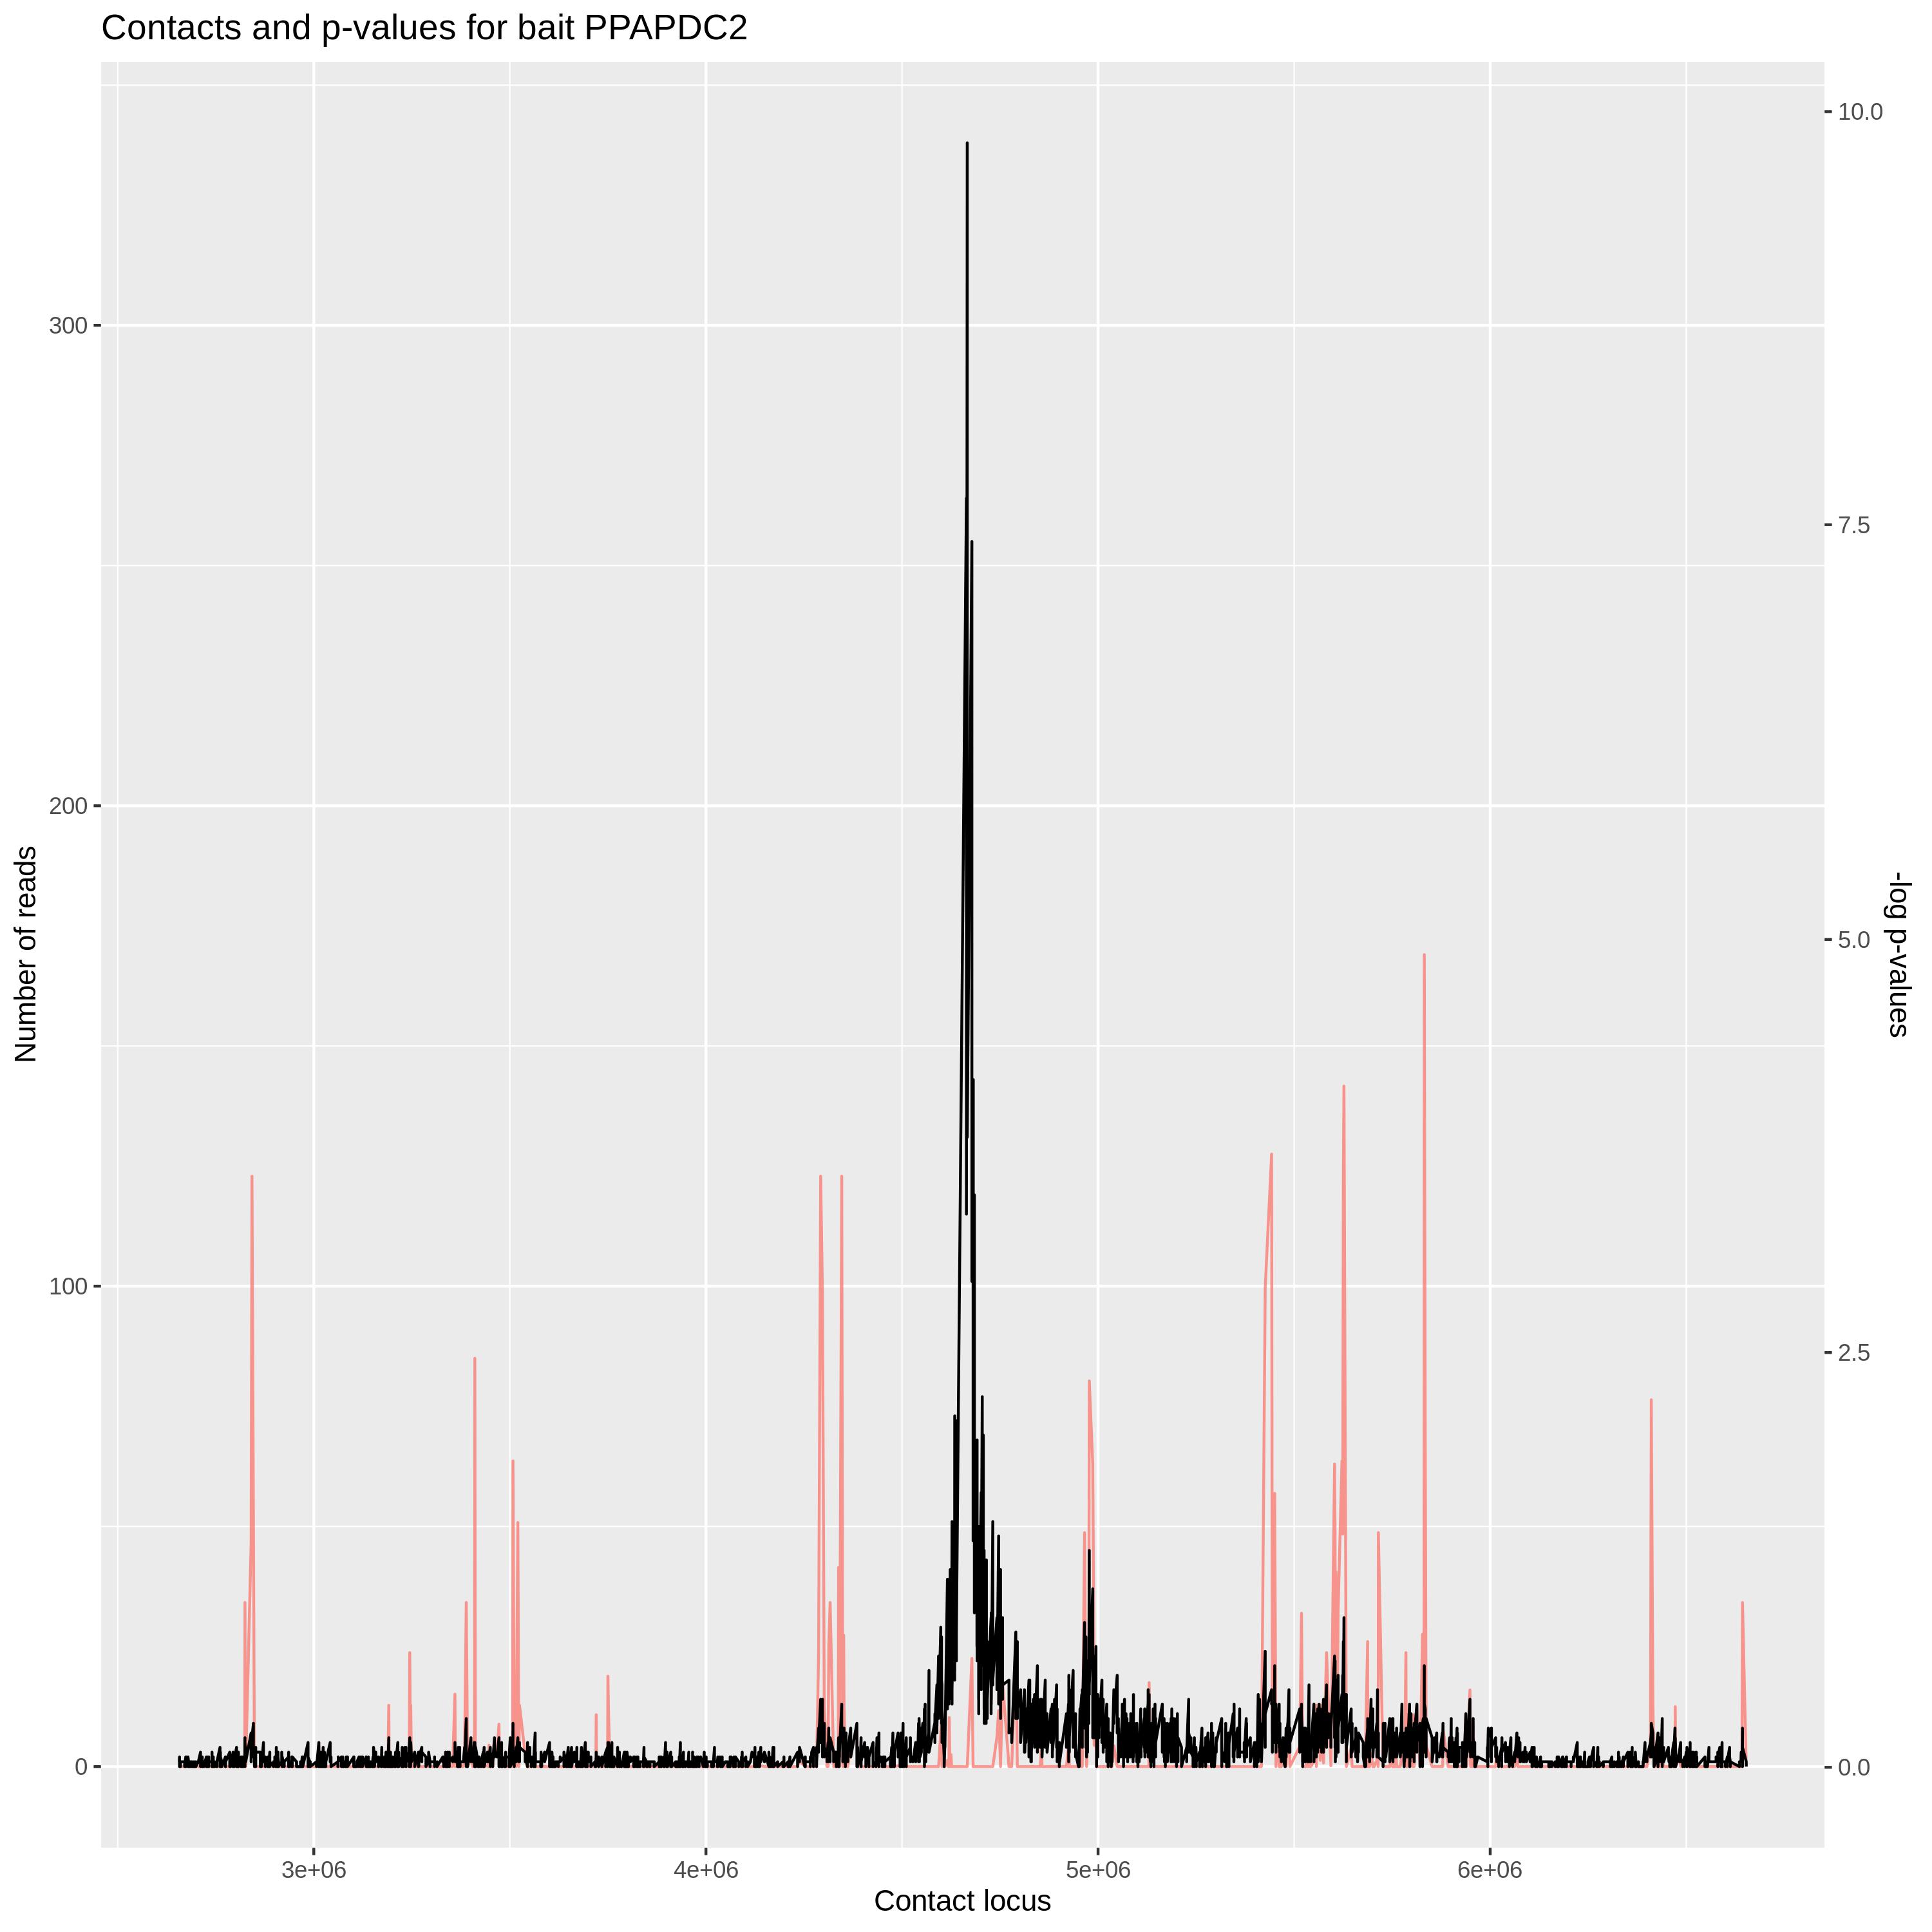 Contacts and p-values for bait PPAPDC2
300
200
100
0
Number of reads
10.0
7.5
5.0
2.5
0.0
-log p-values
3e+06 4e+06 5e+06 6e+06
Contact locus